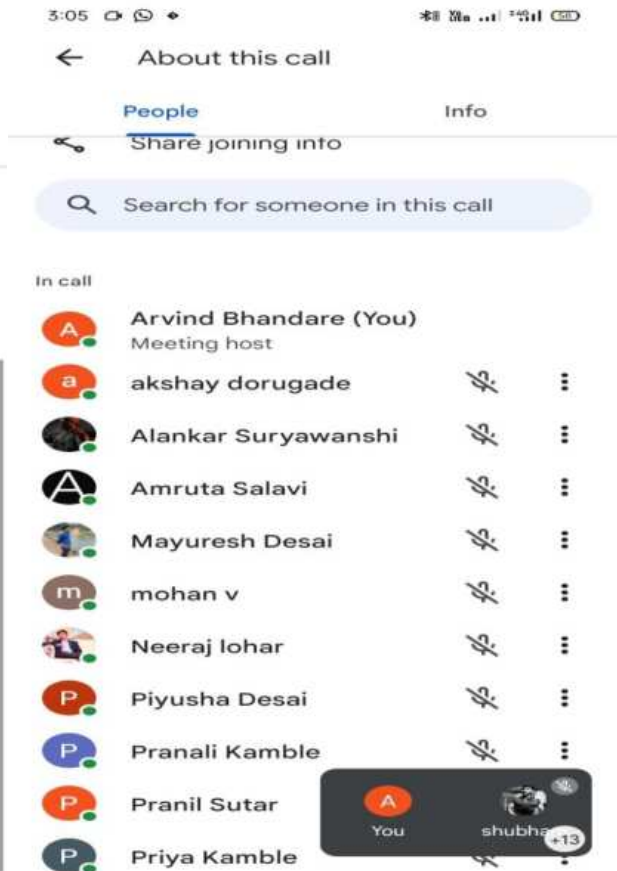 3:05
58
About this call
People Info
Share joining info
Search for someone in this call
In call
A Arvind Bhandare (You)
Meeting host
a akshay dorugade
Alankar Suryawanshi
A Amruta Salavi
Mayuresh Desai
m mohan v
Neeraj lohar
P Piyusha Desai
P Pranali Kamble
P Pranil Sutar
A
You shubha
+13
P Priya Kamble